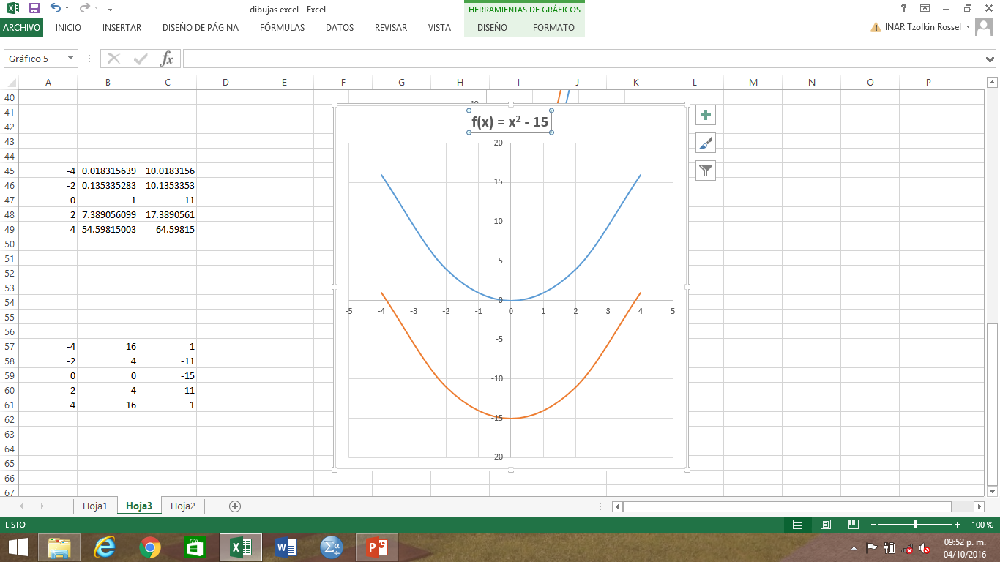 dibujas excel - Excel
HERRAMIENTAS DE GRÁFICOS
?
ARCHIVO INICIO INSERTAR DISEÑO DE PÁGINA FÓRMULAS DATOS REVISAR VISTA DISEÑO FORMATO INAR Tzolkin Rossel
Gráfico 5 fx
A B C D E F G H I J K L M N O P
40
41
42
43
44
45 -4 0.018315639 10.0183156
46 -2 0.135335283 10.1353353
47 0 1 11
48 2 7.389056099 17.3890561
49 4 54.59815003 64.59815
50
51
52
53
54
55
56
57 -4 16 1
58 -2 4 -11
59 0 0 -15
60 2 4 -11
61 4 16 1
62
63
64
65
66
67
f(x) = x² - 15
20
15
10
5
0
-5 -4 -3 -2 -1 0 1 2 3 4 5
-5
-10
-15
-20
Hoja1 Hoja3 Hoja2
LISTO 100 %
09:52 p. m.
04/10/2016